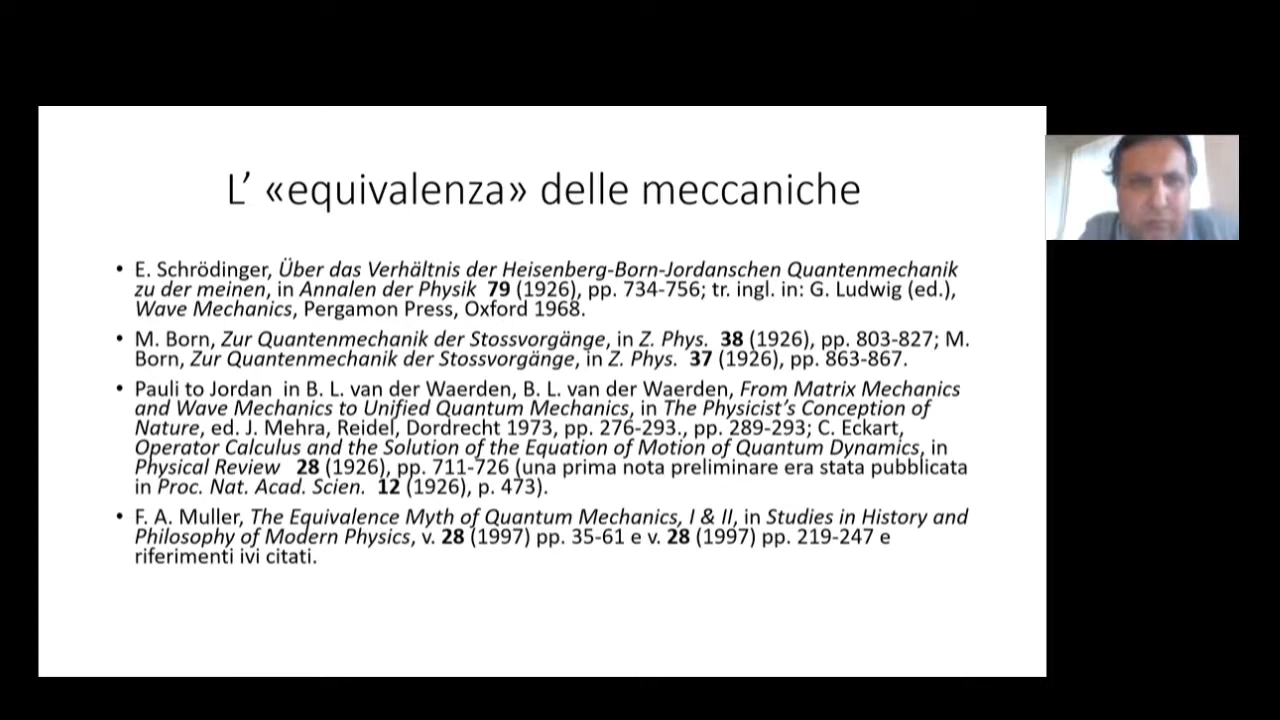 L’ «equivalenza» delle meccaniche
• E. Schrödinger, Über das Verhältnis der Heisenberg-Born-Jordanschen Quantenmechanik
zu der meinen, in Annalen der Physik 79 (1926), pp. 734-756; tr. ingl. in: G. Ludwig (ed.),
Wave Mechanics, Pergamon Press, Oxford 1968.
• M. Born, Zur Quantenmechanik der Stossvorgänge, in Z. Phys. 38 (1926), pp. 803-827; M.
Born, Zur Quantenmechanik der Stossvorgänge, in Z. Phys. 37 (1926), pp. 863-867.
• Pauli to Jordan in B. L. van der Waerden, B. L. van der Waerden, From Matrix Mechanics
and Wave Mechanics to Unified Quantum Mechanics, in The Physicist’s Conception of
Nature, ed. J. Mehra, Reidel, Dordrecht 1973, pp. 276-293., pp. 289-293; C. Eckart,
Operator Calculus and the Solution of the Equation of Motion of Quantum Dynamics, in
Physical Review 28 (1926), pp. 711-726 (una prima nota preliminare era stata pubblicata
in Proc. Nat. Acad. Scien. 12 (1926), p. 473).
• F. A. Muller, The Equivalence Myth of Quantum Mechanics, I & II, in Studies in History and
Philosophy of Modern Physics, v. 28 (1997) pp. 35-61 e v. 28 (1997) pp. 219-247 e
riferimenti ivi citati.